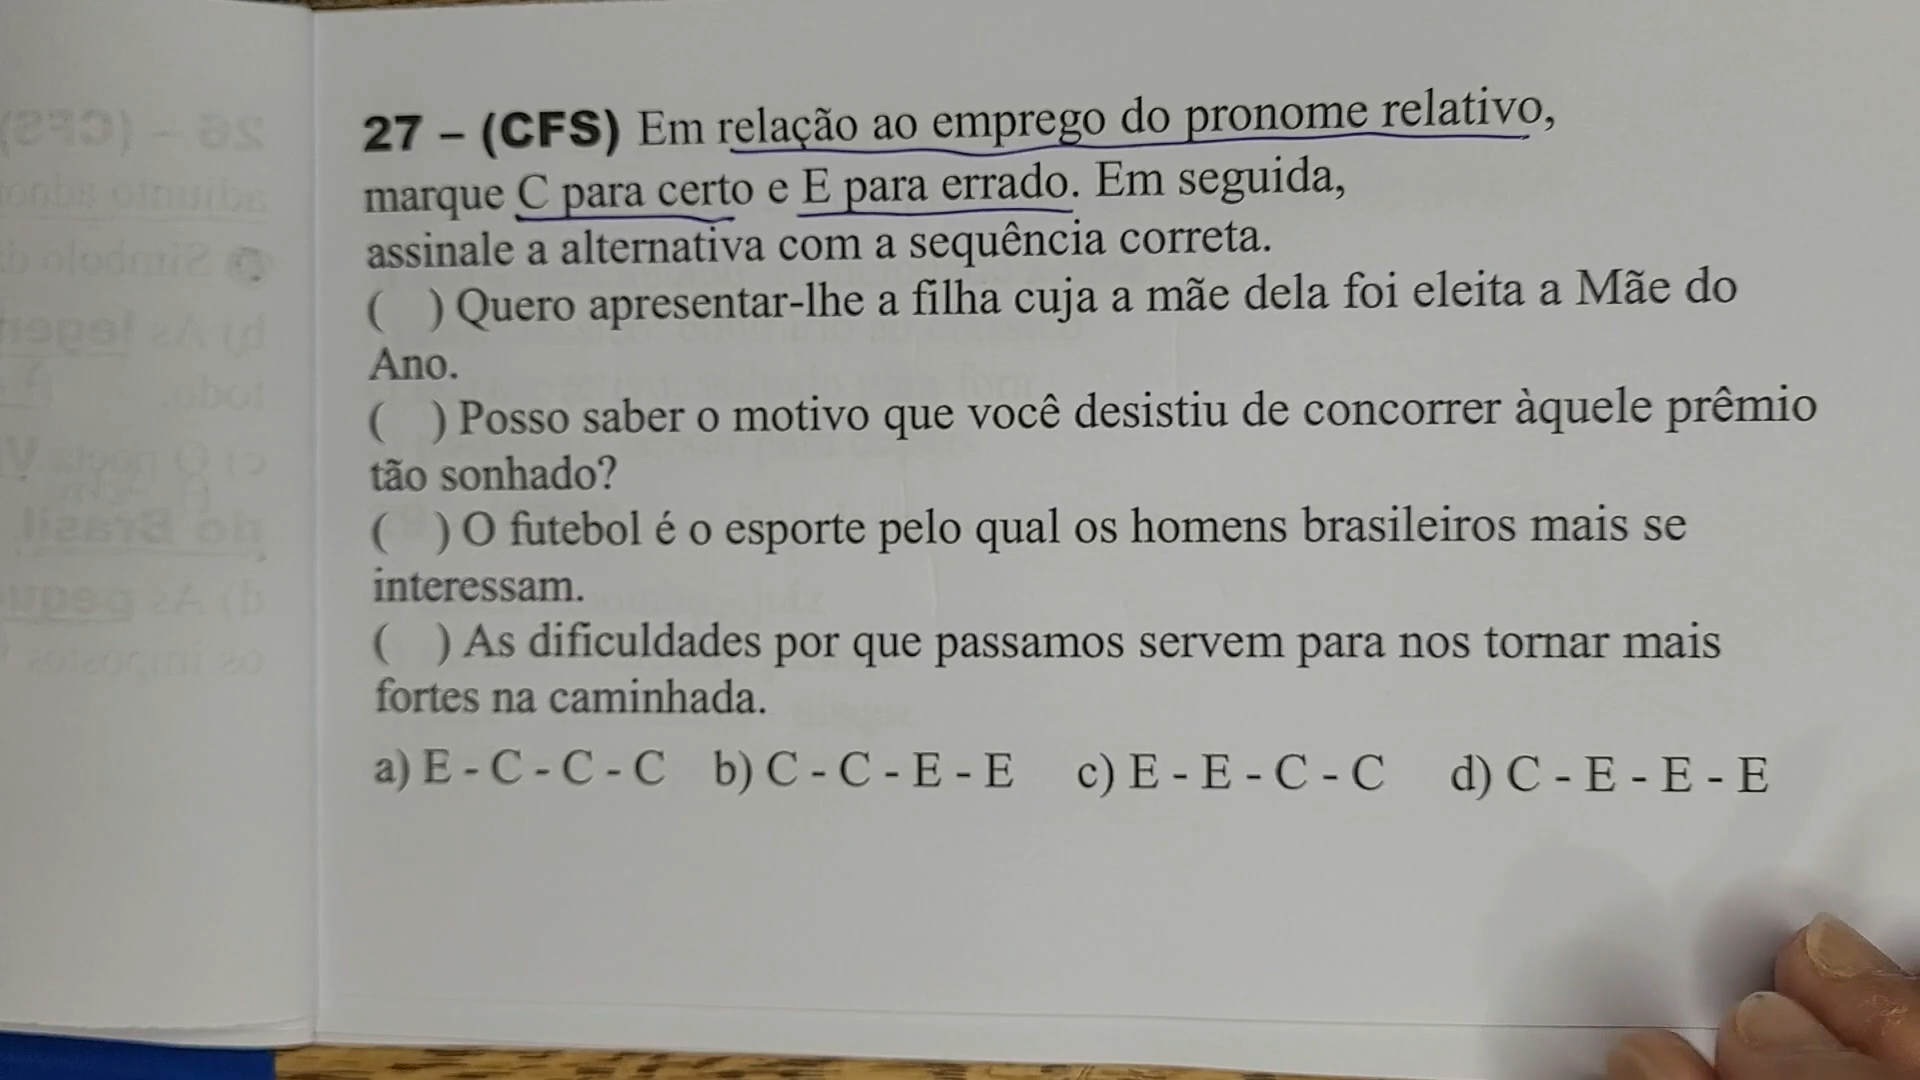 27 – (CFS) Em relação ao emprego do pronome relativo,
marque C para certo e E para errado. Em seguida,
assinale a alternativa com a sequência correta.
(   ) Quero apresentar-lhe a filha cuja a mãe dela foi eleita a Mãe do
Ano.
(   ) Posso saber o motivo que você desistiu de concorrer àquele prêmio
tão sonhado?
(   ) O futebol é o esporte pelo qual os homens brasileiros mais se
interessam.
(   ) As dificuldades por que passamos servem para nos tornar mais
fortes na caminhada.
a) E - C - C - C   b) C - C - E - E   c) E - E - C - C   d) C - E - E - E